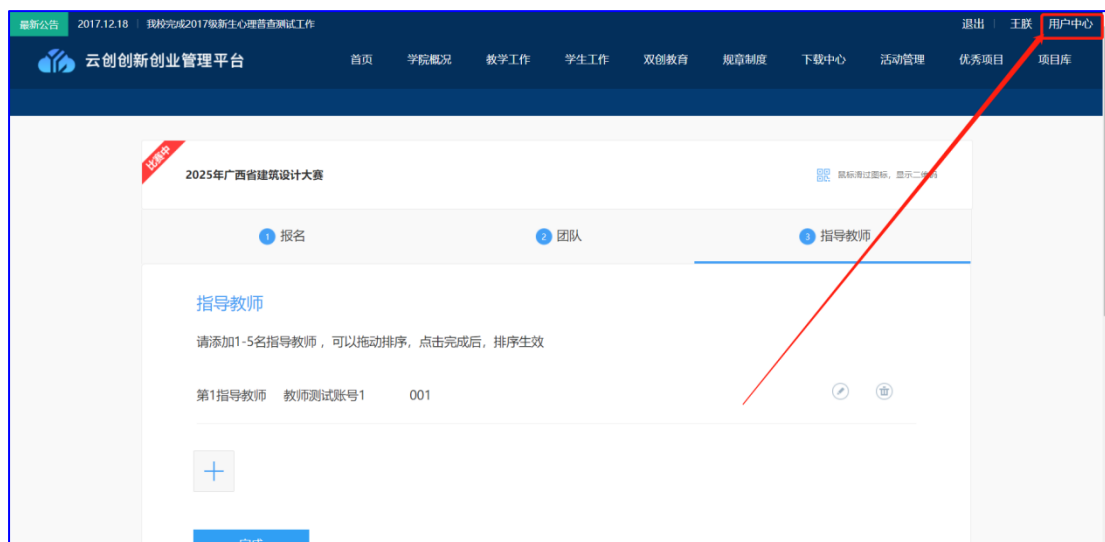 最新公告 2017.12.18 我校完成2017级新生心理普查测试工作 退出 王朕 用户中心
云创创新创业管理平台 首页 学院概况 教学工作 学生工作 双创教育 规章制度 下载中心 活动管理 优秀项目 项目库
比赛中
2025年广西省建筑设计大赛 鼠标滑过图标，显示二维码
1 报名 2 团队 3 指导教师
指导教师
请添加1-5名指导教师 ，可以拖动排序，点击完成后，排序生效
第1指导教师 教师测试账号1 001
完成